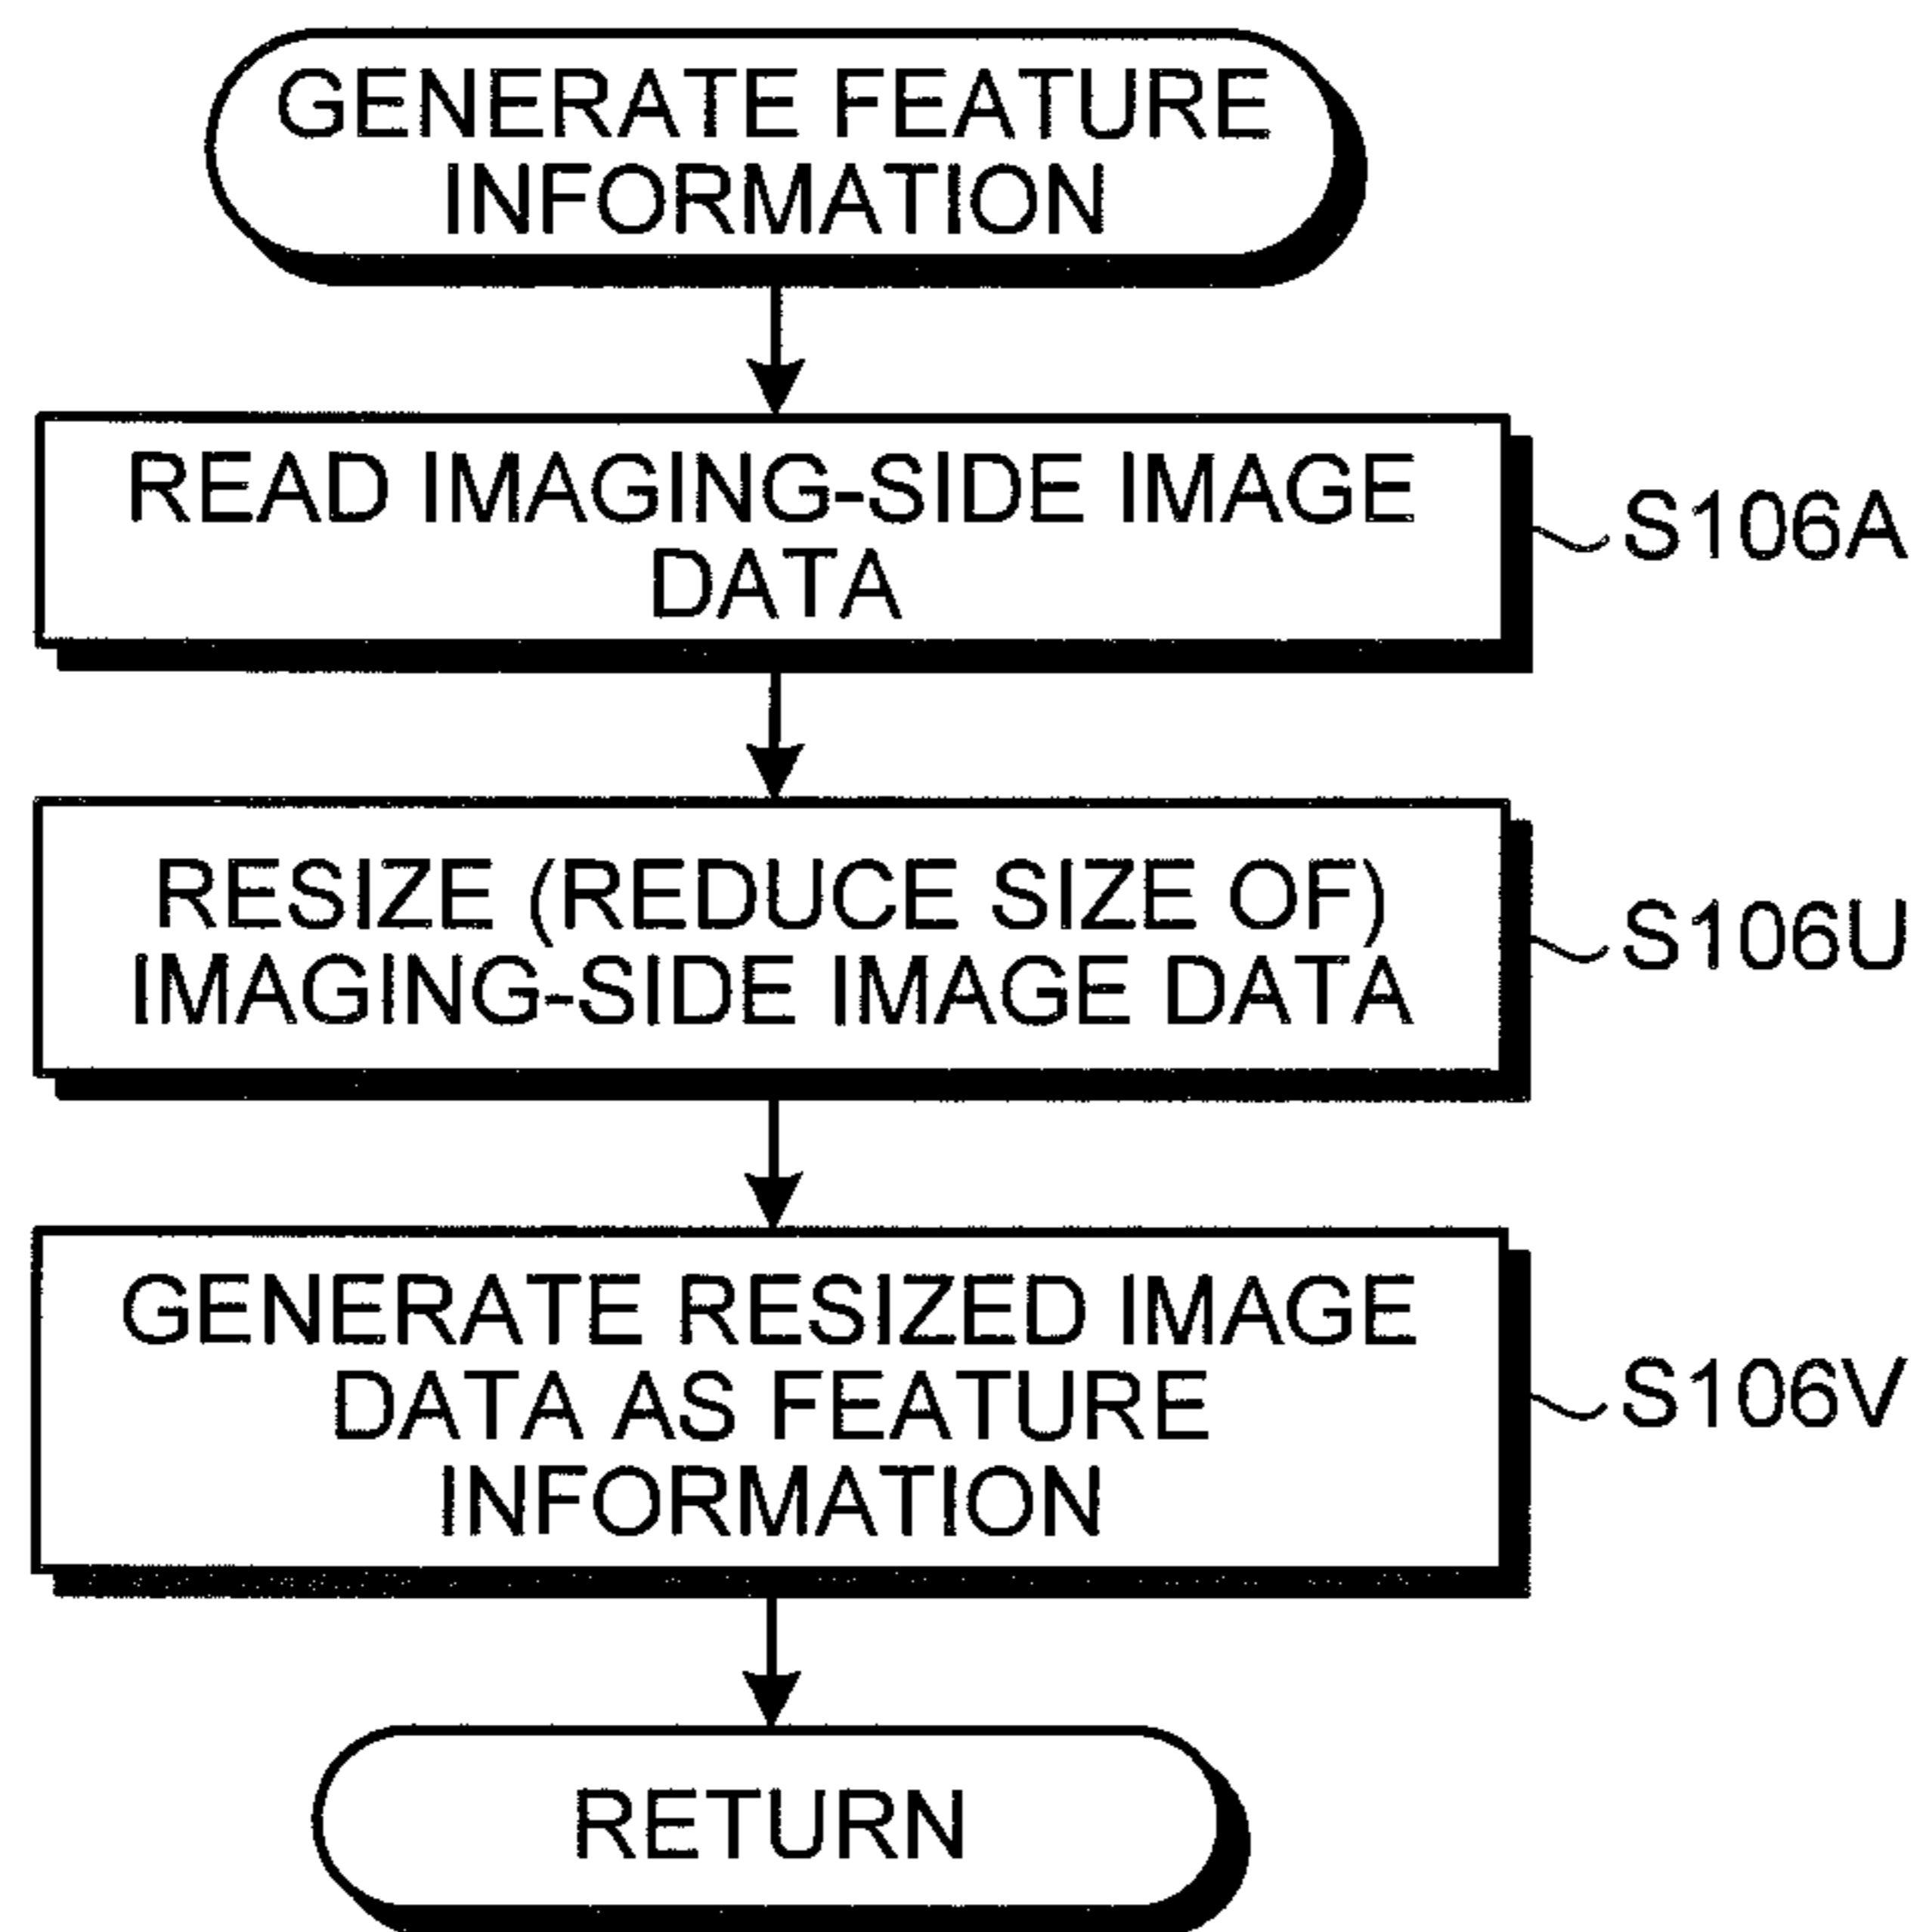 GENERATE FEATURE
INFORMATION
READ IMAGING-SIDE IMAGE
DATA
S106A
RESIZE (REDUCE SIZE OF)
IMAGING-SIDE IMAGE DATA
S106U
GENERATE RESIZED IMAGE
DATA AS FEATURE
INFORMATION
S106V
RETURN